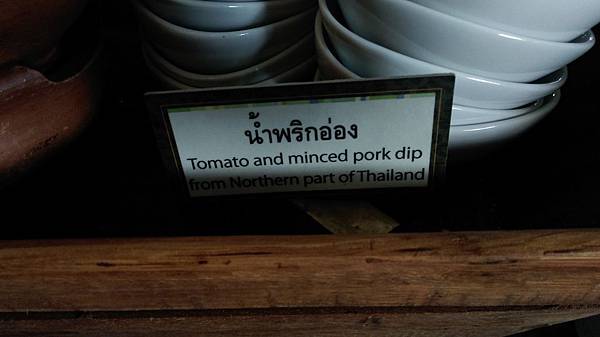 น้ำพริกอ่อง
Tomato and minced pork dip
from Northern part of Thailand